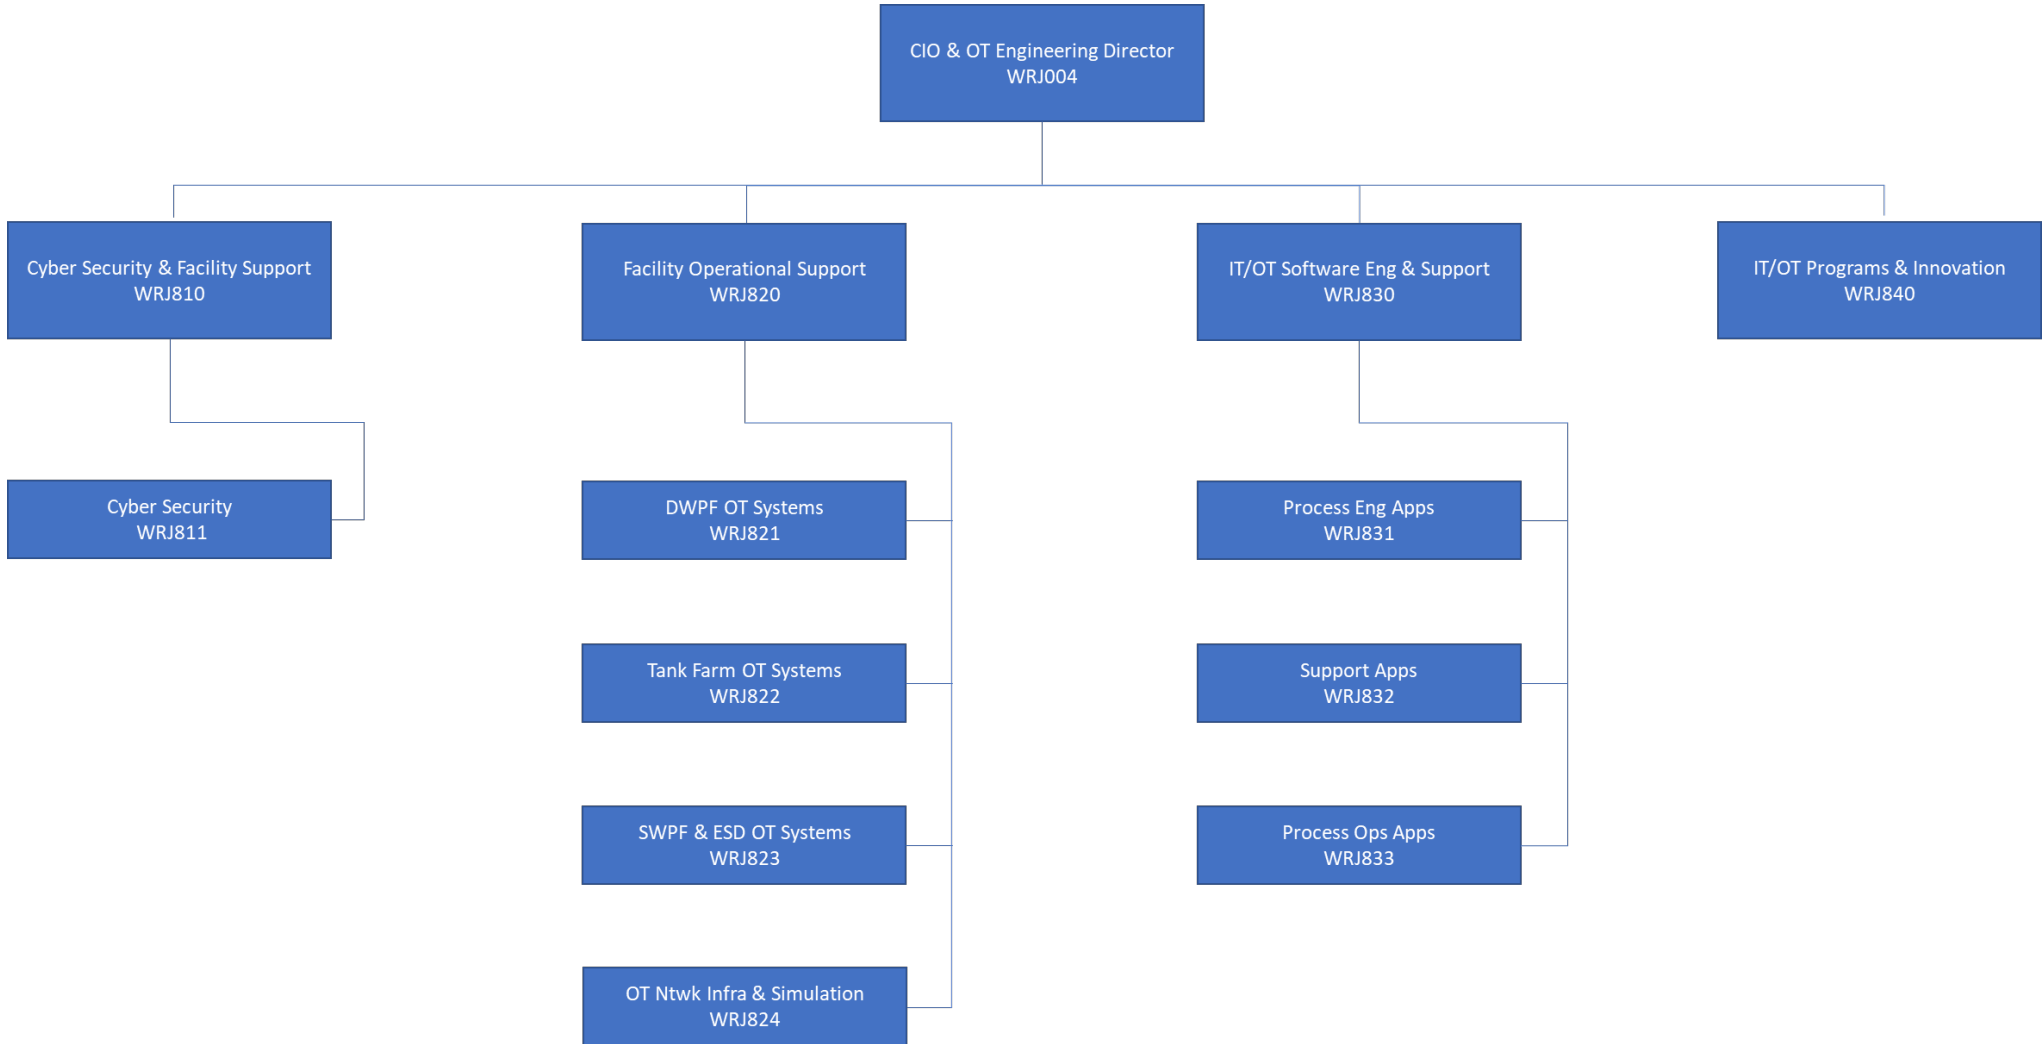 CIO & OT Engineering Director
WRJ004
Cyber Security & Facility Support
WRJ810
Facility Operational Support
WRJ820
IT/OT Software Eng & Support
WRJ830
IT/OT Programs & Innovation
WRJ840
Cyber Security
WRJ811
DWPF OT Systems
WRJ821
Process Eng Apps
WRJ831
Tank Farm OT Systems
WRJ822
Support Apps
WRJ832
SWPF & ESD OT Systems
WRJ823
Process Ops Apps
WRJ833
OT Ntwk Infra & Simulation
WRJ824